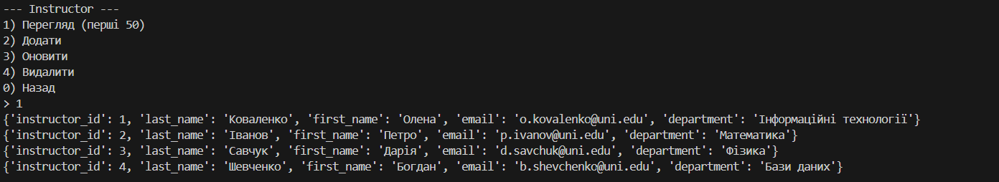 --- Instructor ---
1) Перегляд (перші 50)
2) Додати
3) Оновити
4) Видалити
0) Назад
> 1
{'instructor_id': 1, 'last_name': 'Коваленко', 'first_name': 'Олена', 'email': 'o.kovalenko@uni.edu', 'department': 'Інформаційні технології'}
{'instructor_id': 2, 'last_name': 'Іванов', 'first_name': 'Петро', 'email': 'p.ivanov@uni.edu', 'department': 'Математика'}
{'instructor_id': 3, 'last_name': 'Савчук', 'first_name': 'Дарія', 'email': 'd.savchuk@uni.edu', 'department': 'Фізика'}
{'instructor_id': 4, 'last_name': 'Шевченко', 'first_name': 'Богдан', 'email': 'b.shevchenko@uni.edu', 'department': 'Бази даних'}